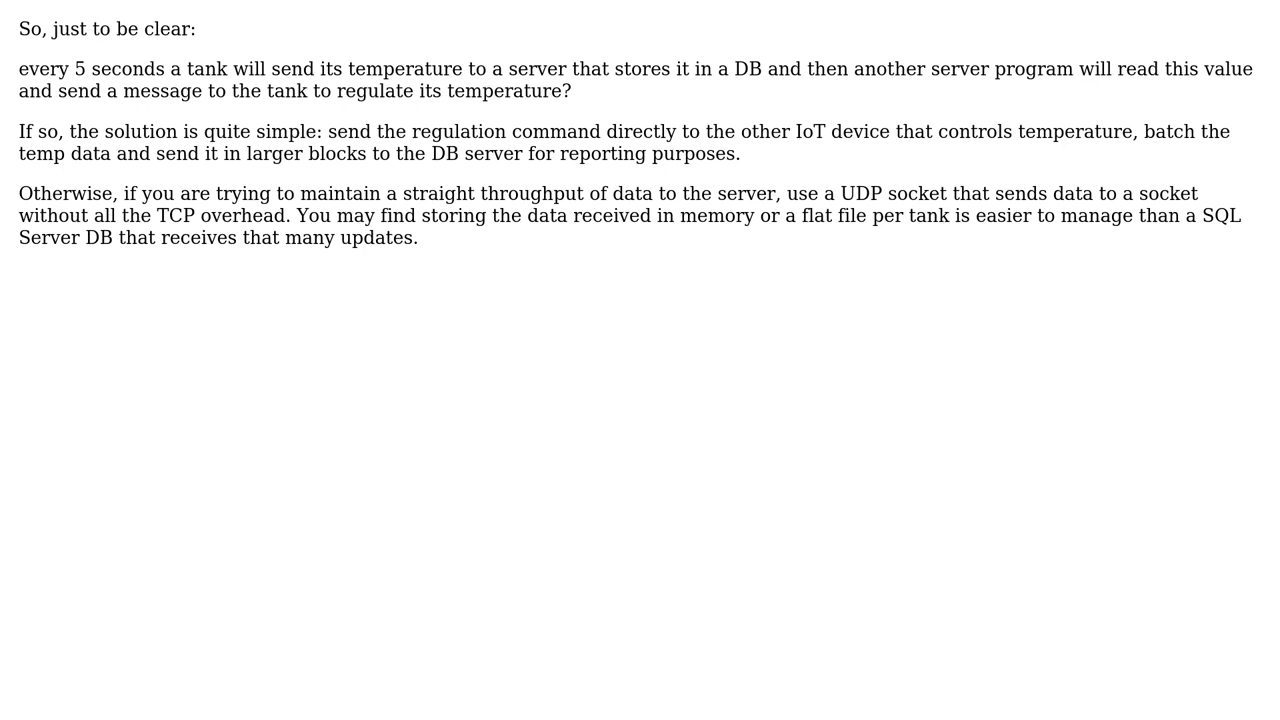 So, just to be clear:
every 5 seconds a tank will send its temperature to a server that stores it in a DB and then another server program will read this value
and send a message to the tank to regulate its temperature?
If so, the solution is quite simple: send the regulation command directly to the other IoT device that controls temperature, batch the
temp data and send it in larger blocks to the DB server for reporting purposes.
Otherwise, if you are trying to maintain a straight throughput of data to the server, use a UDP socket that sends data to a socket
without all the TCP overhead. You may find storing the data received in memory or a flat file per tank is easier to manage than a SQL
Server DB that receives that many updates.